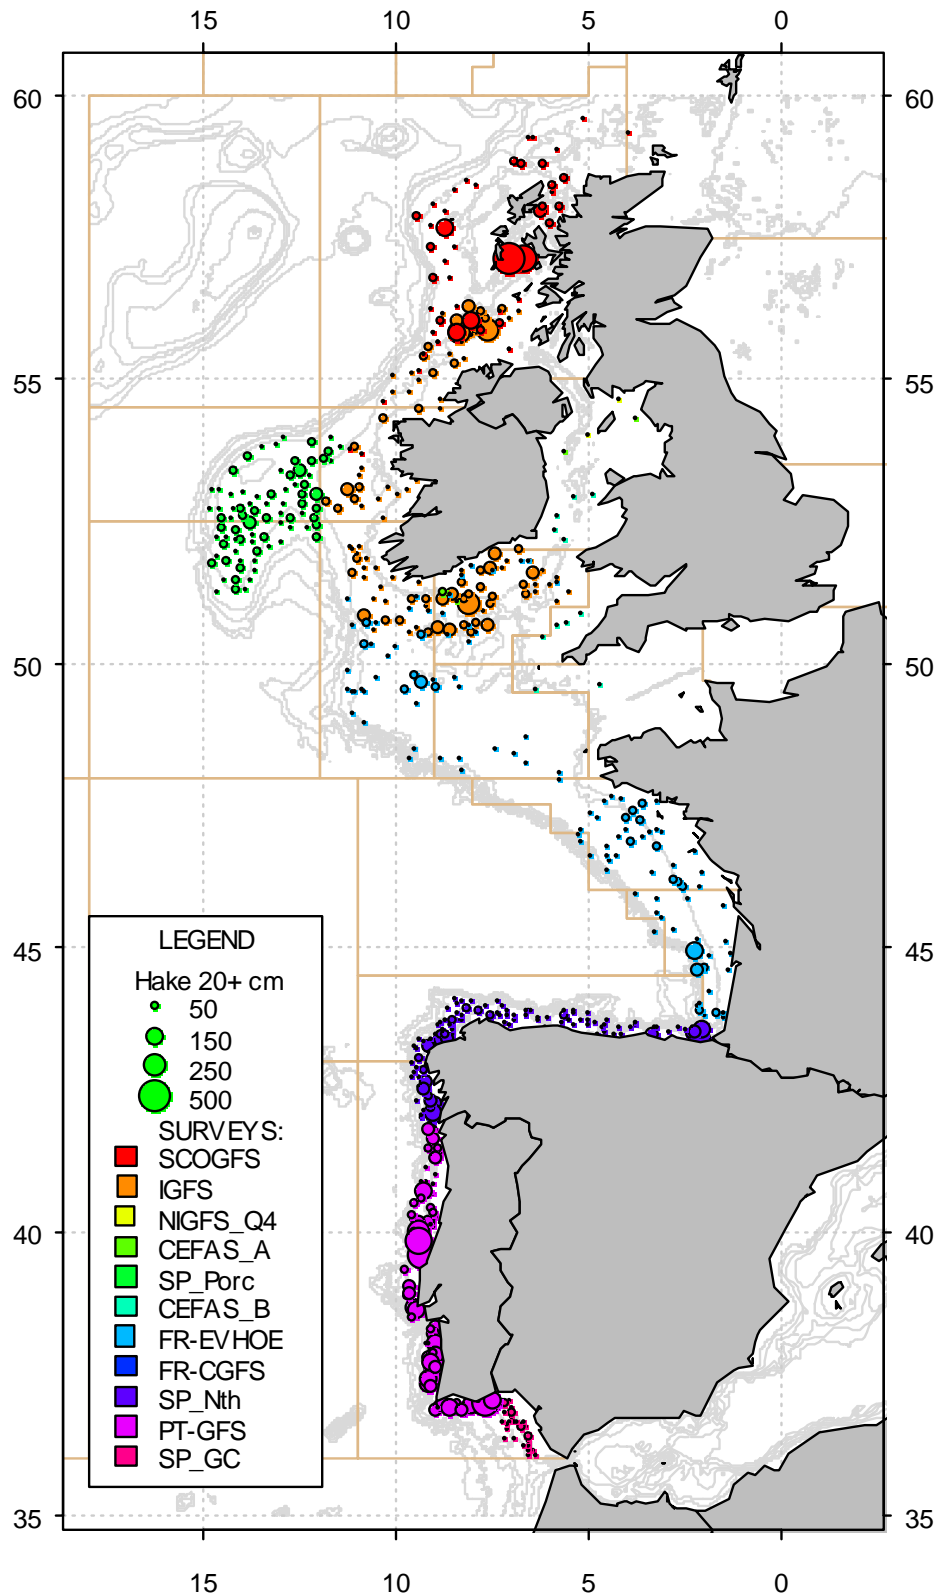 15 10 5 0
60 60
55 55
50 50
45 45
LEGEND
Hake 20+ cm
50
150
250
500
SURVEYS:
SCOGFS
IGFS
NIGFS_Q4
CEFAS_A
SP_Porc
CEFAS_B
FR-EVHOE
FR-CGFS
SP_Nth
PT-GFS
SP_GC
40 40
35 35
15 10 5 0